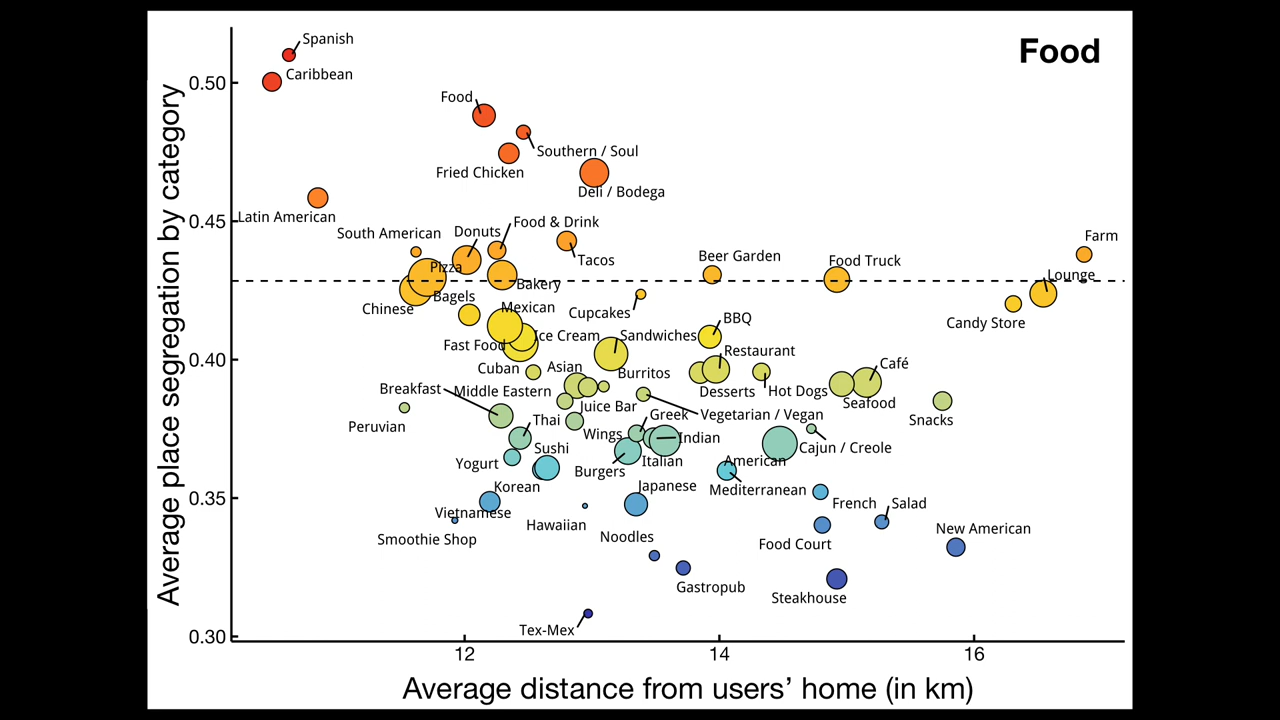 Food
Average place segregation by category
0.50
0.45
0.40
0.35
0.30
Spanish
Caribbean
Food
Southern / Soul
Fried Chicken
Deli / Bodega
Latin American
South American
Donuts
Food & Drink
Tacos
Beer Garden
Food Truck
Farm
Lounge
Pizza
Bakery
Chinese
Bagels
Mexican
Cupcakes
Candy Store
Fast Food
Ice Cream
Sandwiches
BBQ
Restaurant
Cuban
Asian
Burritos
Café
Breakfast
Middle Eastern
Desserts
Hot Dogs
Seafood
Peruvian
Juice Bar
Vegetarian / Vegan
Snacks
Thai
Wings
Greek
Indian
Cajun / Creole
Yogurt
Sushi
Burgers
Italian
American
Mediterranean
Korean
Japanese
Vietnamese
Hawaiian
French
Salad
Smoothie Shop
Noodles
Food Court
New American
Gastropub
Steakhouse
Tex-Mex
12
14
16
Average distance from users’ home (in km)